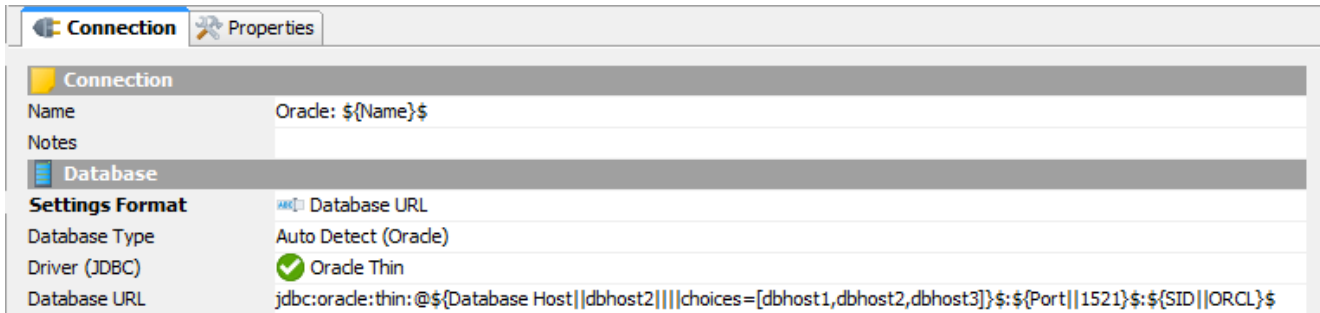 Connection Properties
Connection
Name Oracle: ${Name}$
Notes
Database
Settings Format Database URL
Database Type Auto Detect (Oracle)
Driver (JDBC) Oracle Thin
Database URL jdbc:oracle:thin:@${Database Host||dbhost2||||choices=[dbhost1,dbhost2,dbhost3]}$:${Port||1521}$:${SID||ORCL}$